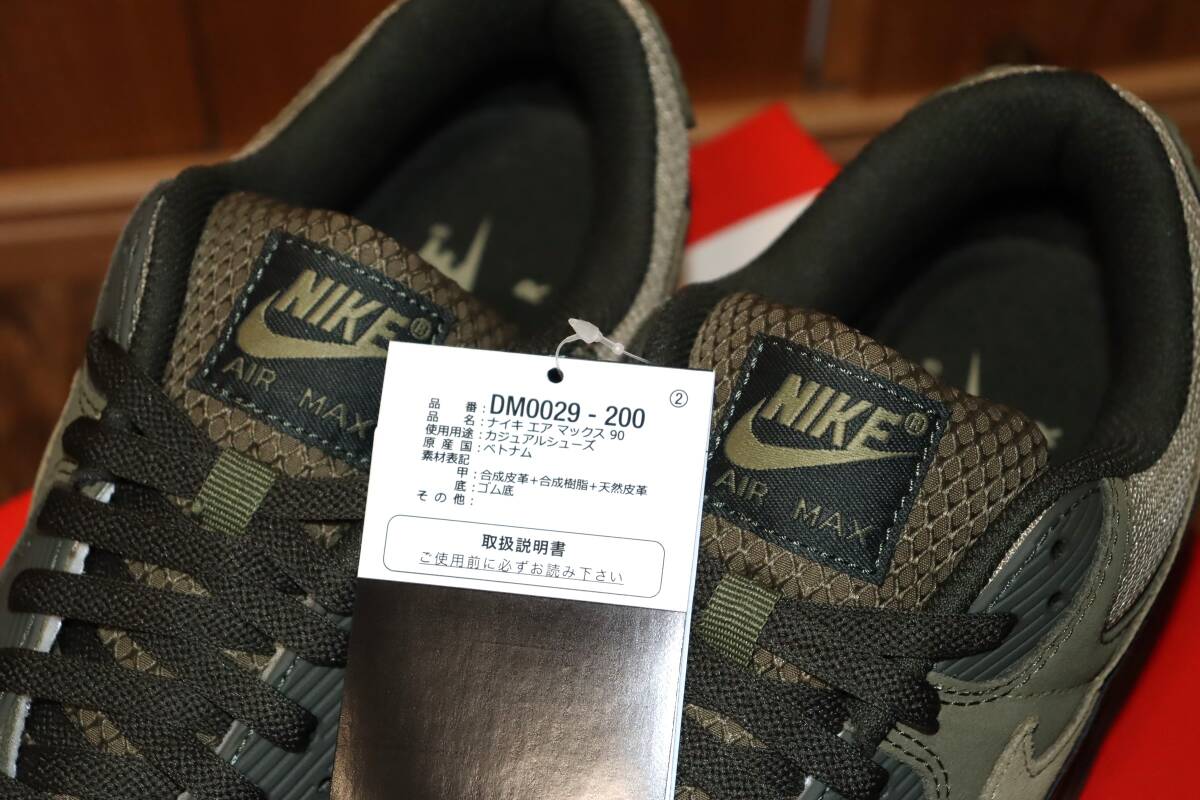 NIKE®
AIR MAX
②
品番:DM0029-200
品名:ナイキ エア マックス 90
使用用途:カジュアルシューズ
原産国:ベトナム
素材表記
甲:合成皮革+合成樹脂+天然皮革
底:ゴム底
その他:
取扱説明書
ご使用前に必ずお読み下さい
NIKE®
AIR MAX